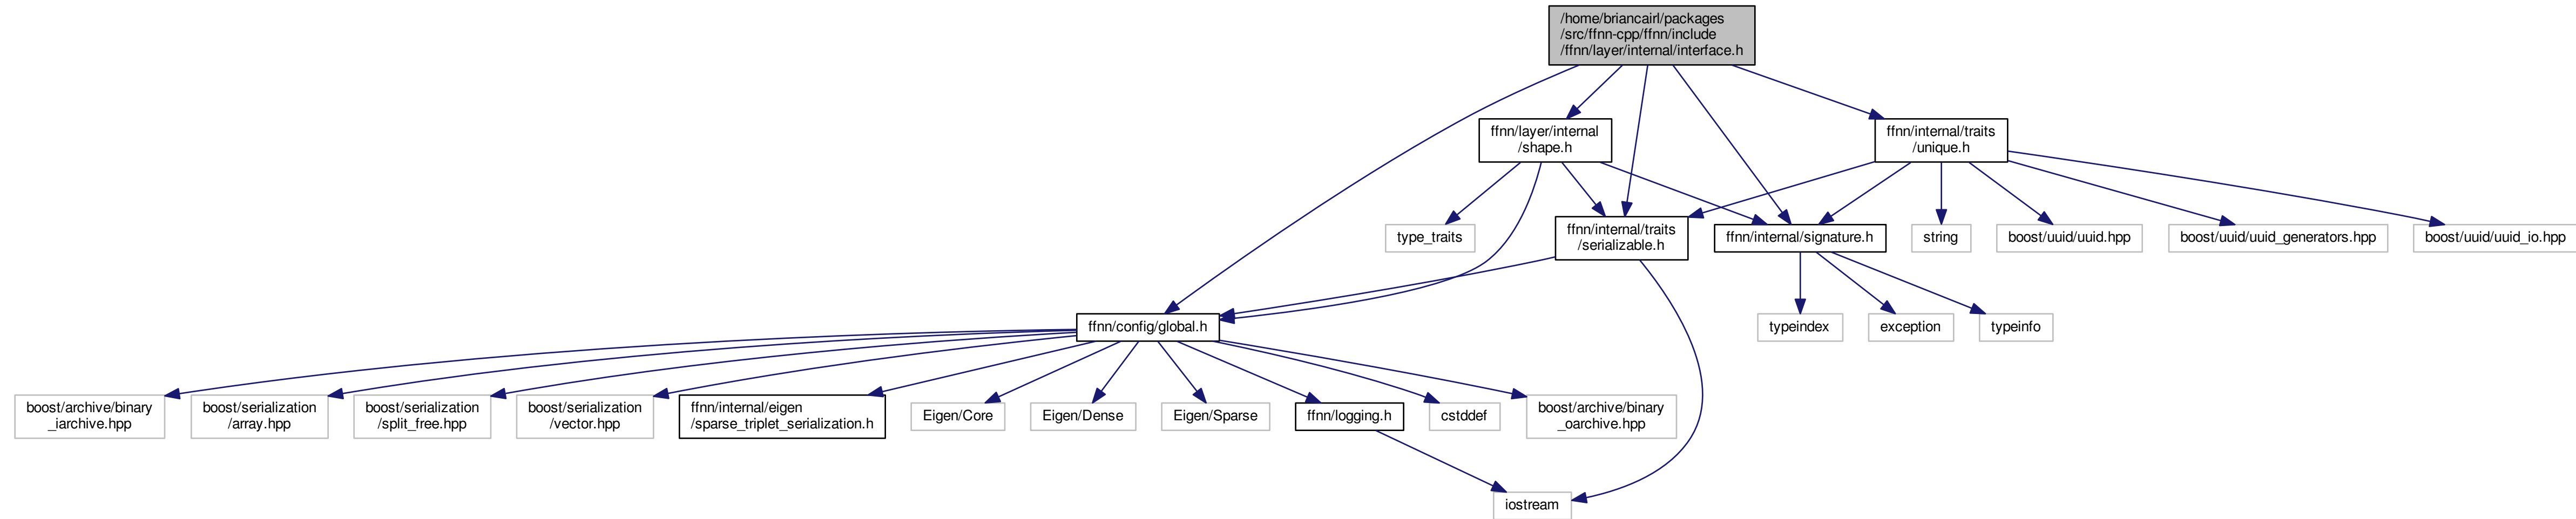 /home/briancairl/packages
/src/ffnn-cpp/ffnn/include
/ffnn/layer/internal/interface.h
ffnn/layer/internal
/shape.h
ffnn/internal/traits
/unique.h
type_traits
ffnn/internal/traits
/serializable.h
ffnn/internal/signature.h
string
boost/uuid/uuid.hpp
boost/uuid/uuid_generators.hpp
boost/uuid/uuid_io.hpp
ffnn/config/global.h
typeindex
exception
typeinfo
boost/archive/binary
_iarchive.hpp
boost/serialization
/array.hpp
boost/serialization
/split_free.hpp
boost/serialization
/vector.hpp
ffnn/internal/eigen
/sparse_triplet_serialization.h
Eigen/Core
Eigen/Dense
Eigen/Sparse
ffnn/logging.h
cstddef
boost/archive/binary
_oarchive.hpp
iostream